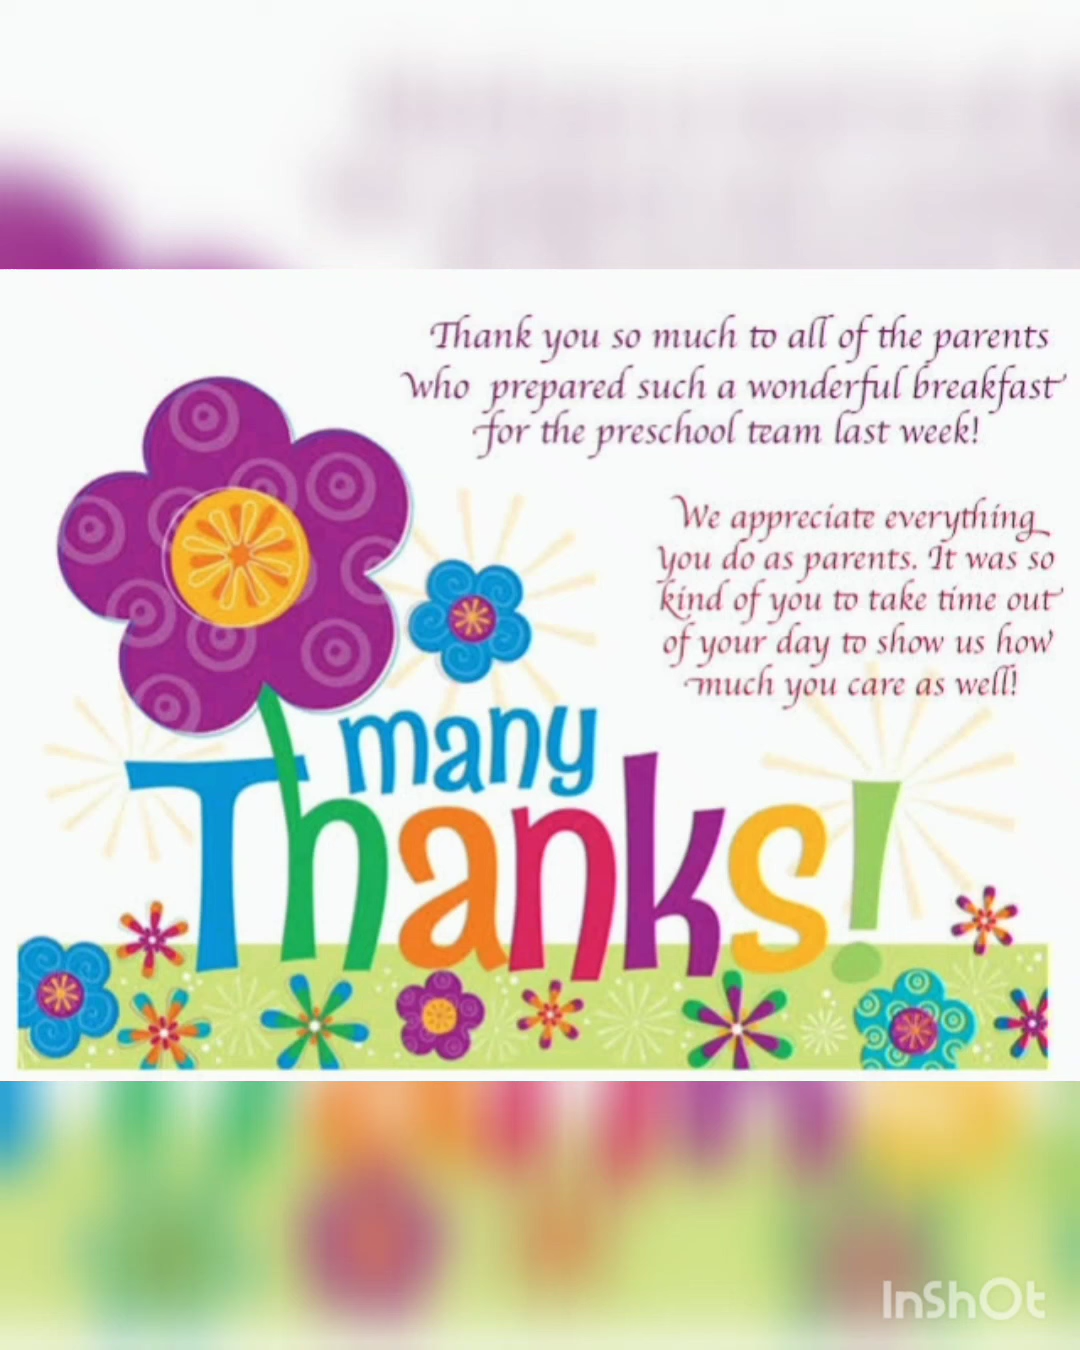 Thank you so much to all of the parents
who prepared such a wonderful breakfast
for the preschool team last week!
We appreciate everything
you do as parents. It was so
kind of you to take time out
of your day to show us how
much you care as well!
many
Thanks!
InShOt